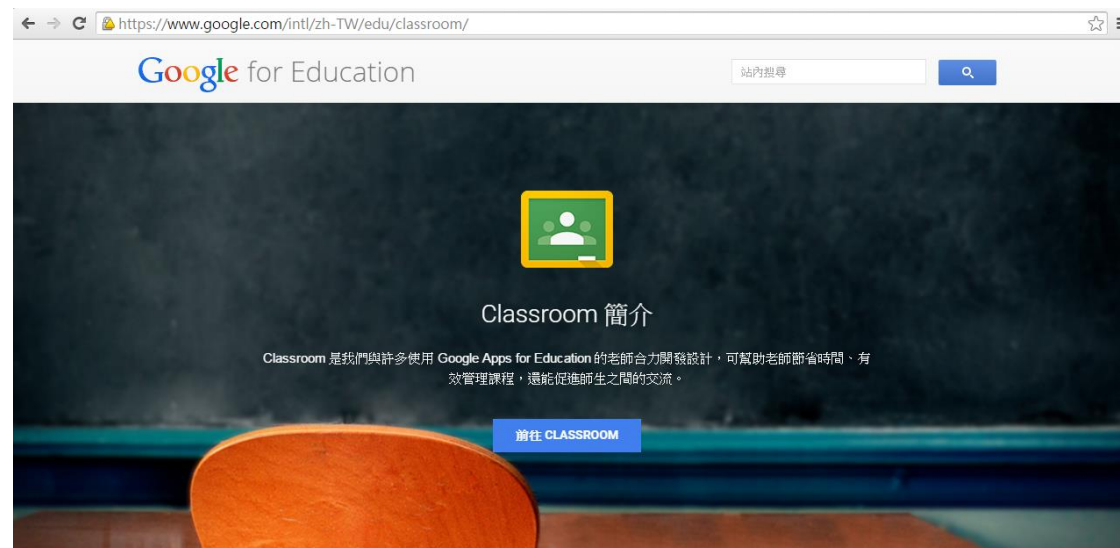 https://www.google.com/intl/zh-TW/edu/classroom/
Google for Education
站內搜尋
Classroom 簡介
Classroom 是我們與許多使用 Google Apps for Education 的老師合力開發設計，可幫助老師節省時間、有
效管理課程，還能促進師生之間的交流。
前往 CLASSROOM